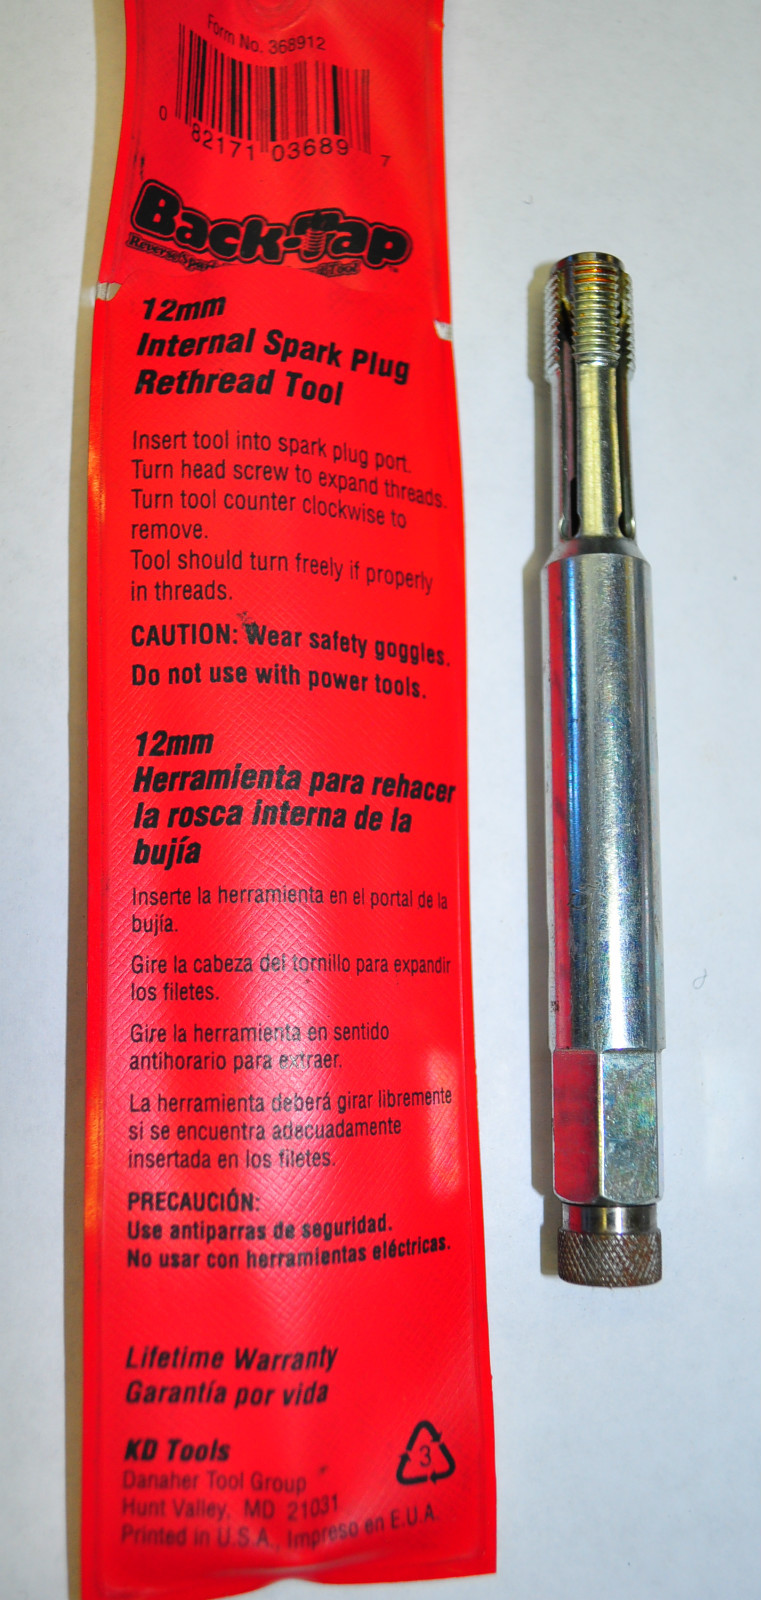 Form No. 368912
0 82171 03689 7
Back-Tap™
Reverse Spark Tool
12mm
Internal Spark Plug
Rethread Tool
Insert tool into spark plug port.
Turn head screw to expand threads.
Turn tool counter clockwise to
remove.
Tool should turn freely if properly
in threads.
CAUTION: Wear safety goggles.
Do not use with power tools.
12mm
Herramienta para rehacer
la rosca interna de la
bujía
Inserte la herramienta en el portal de la
bujía.
Gire la cabeza del tornillo para expandir
los filetes.
Gire la herramienta en sentido
antihorario para extraer.
La herramienta deberá girar libremente
si se encuentra adecuadamente
insertada en los filetes.
PRECAUCIÓN:
Use antiparras de seguridad.
No usar con herramientas eléctricas.
Lifetime Warranty
Garantía por vida
KD Tools
Danaher Tool Group
Hunt Valley, MD 21031
Printed in U.S.A., Impreso en E.U.A.
3